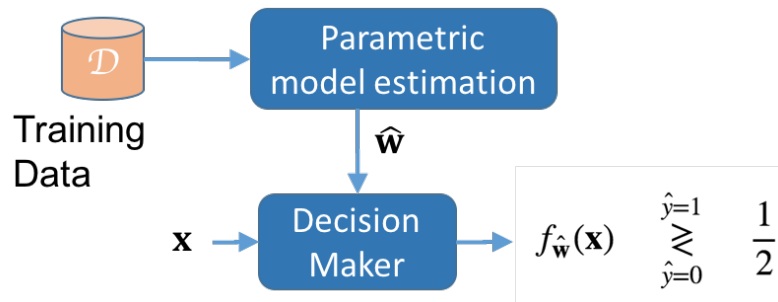 𝒟
Parametric
model estimation
Training
Data
ŵ
x
Decision
Maker
f_ŵ(x) ≷ 1/2
ŷ=1
ŷ=0